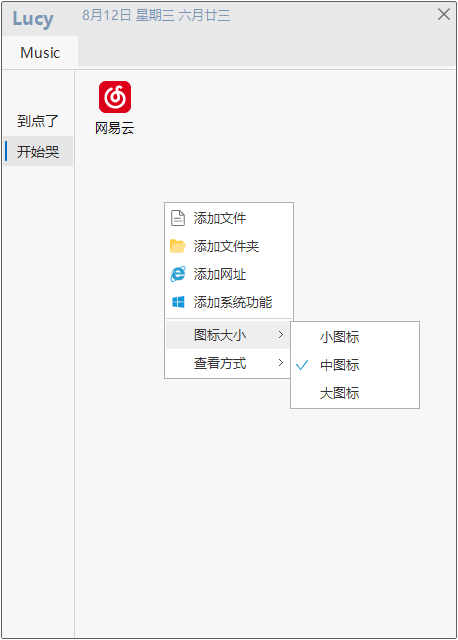 Lucy
8月12日 星期三 六月廿三
Music
到点了
开始哭
网易云
添加文件
添加文件夹
添加网址
添加系统功能
图标大小
查看方式
小图标
中图标
大图标